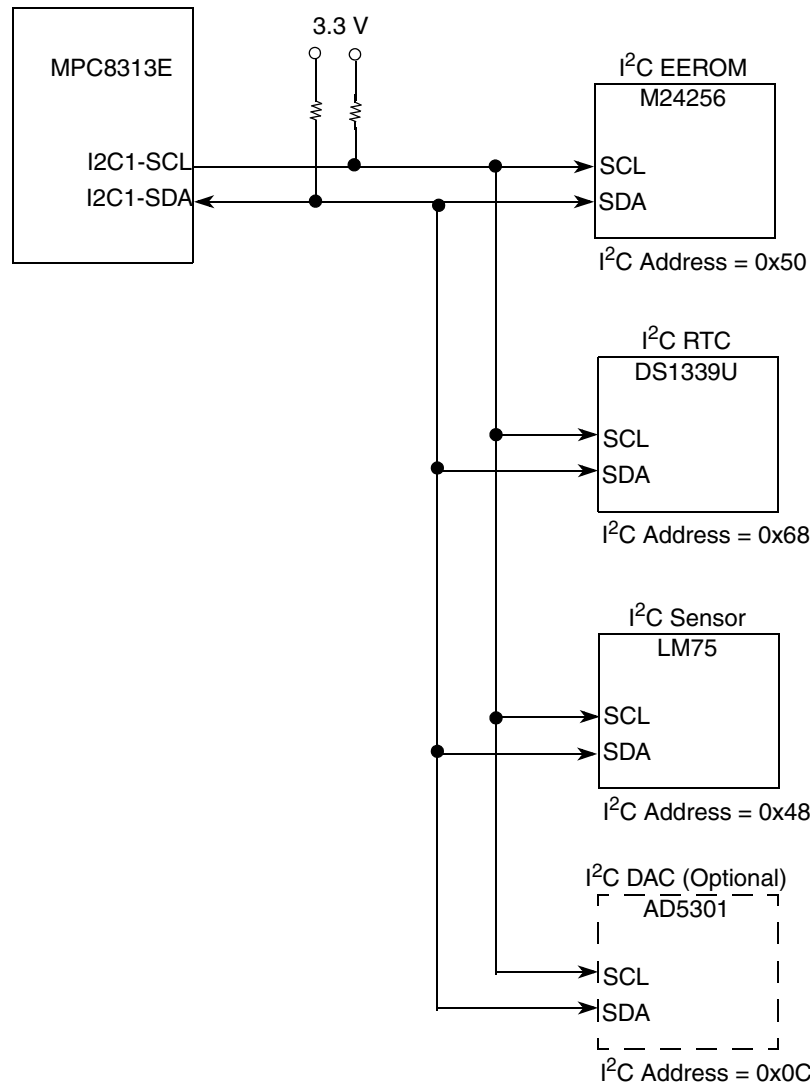 3.3 V
MPC8313E
I2C1-SCL
I2C1-SDA
I²C EEROM
M24256
SCL
SDA
I²C Address = 0x50
I²C RTC
DS1339U
SCL
SDA
I²C Address = 0x68
I²C Sensor
LM75
SCL
SDA
I²C Address = 0x48
I²C DAC (Optional)
AD5301
SCL
SDA
I²C Address = 0x0C